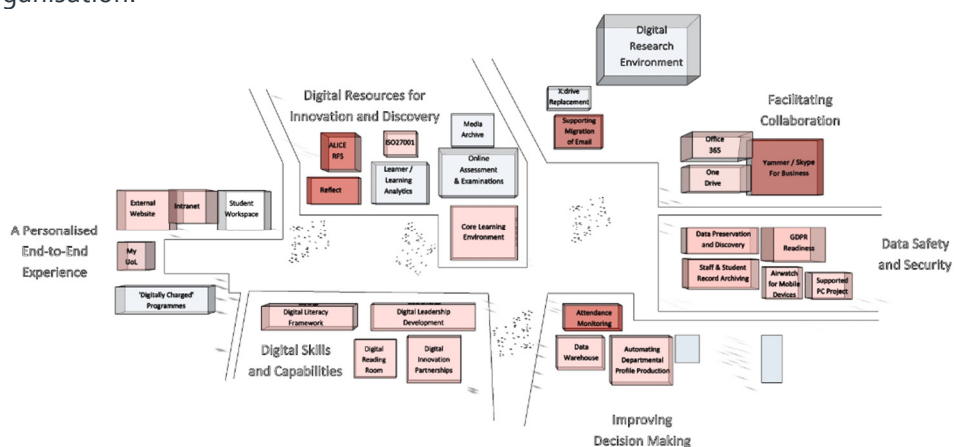 ganisation.
Digital
Research
Environment
Digital Resources for
Innovation and Discovery
X:drive
Replacement
Supporting
Migration
of Email
Facilitating
Collaboration
ALICE
RFS
ISO27001
Media
Archive
Reflect
Learner /
Learning
Analytics
Online
Assessment
& Examinations
Office
365
One
Drive
Yammer / Skype
For Business
A Personalised
End-to-End
Experience
External
Website
Intranet
Student
Workspace
My
UoL
'Digitally Charged'
Programmes
Core Learning
Environment
Data Preservation
and Discovery
GDPR
Readiness
Staff & Student
Record Archiving
Airwatch
for Mobile
Devices
Supported
PC Project
Data Safety
and Security
Digital Literacy
Framework
Digital Leadership
Development
Digital Skills
and Capabilities
Digital
Reading
Room
Digital
Innovation
Partnerships
Attendance
Monitoring
Data
Warehouse
Automating
Departmental
Profile Production
Improving
Decision Making